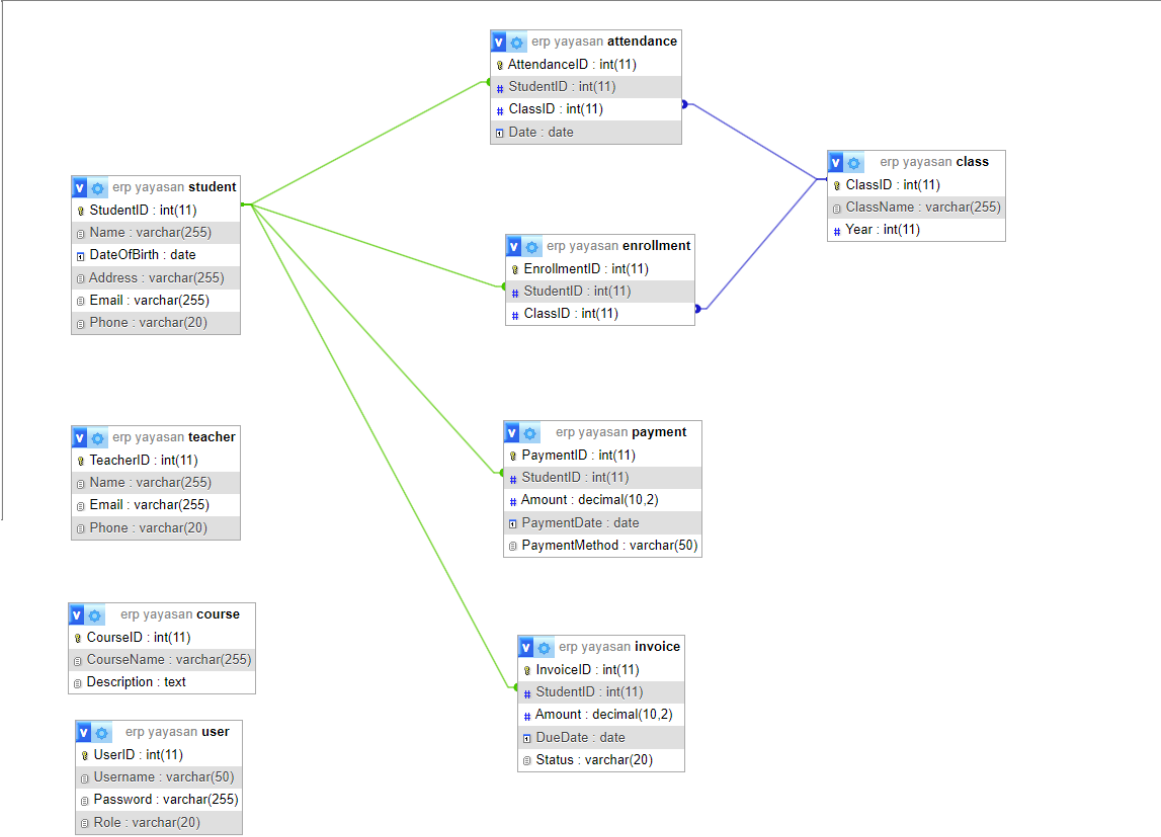 erp yayasan attendance
AttendanceID : int(11)
StudentID : int(11)
ClassID : int(11)
Date : date
erp yayasan class
ClassID : int(11)
ClassName : varchar(255)
Year : int(11)
erp yayasan student
StudentID : int(11)
Name : varchar(255)
DateOfBirth : date
Address : varchar(255)
Email : varchar(255)
Phone : varchar(20)
erp yayasan enrollment
EnrollmentID : int(11)
StudentID : int(11)
ClassID : int(11)
erp yayasan teacher
TeacherID : int(11)
Name : varchar(255)
Email : varchar(255)
Phone : varchar(20)
erp yayasan payment
PaymentID : int(11)
StudentID : int(11)
Amount : decimal(10,2)
PaymentDate : date
PaymentMethod : varchar(50)
erp yayasan course
CourseID : int(11)
CourseName : varchar(255)
Description : text
erp yayasan invoice
InvoiceID : int(11)
StudentID : int(11)
Amount : decimal(10,2)
DueDate : date
Status : varchar(20)
erp yayasan user
UserID : int(11)
Username : varchar(50)
Password : varchar(255)
Role : varchar(20)